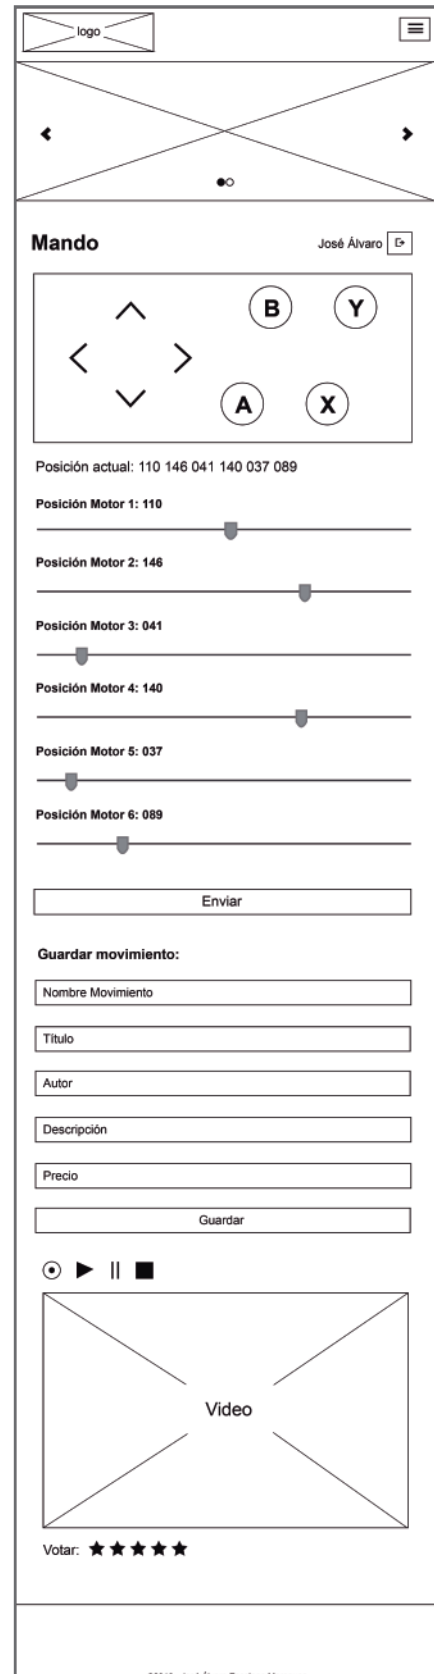 logo
Mando
José Álvaro
B Y
A X
Posición actual: 110 146 041 140 037 089
Posición Motor 1: 110
Posición Motor 2: 146
Posición Motor 3: 041
Posición Motor 4: 140
Posición Motor 5: 037
Posición Motor 6: 089
Enviar
Guardar movimiento:
Nombre Movimiento
Título
Autor
Descripción
Precio
Guardar
Video
Votar: